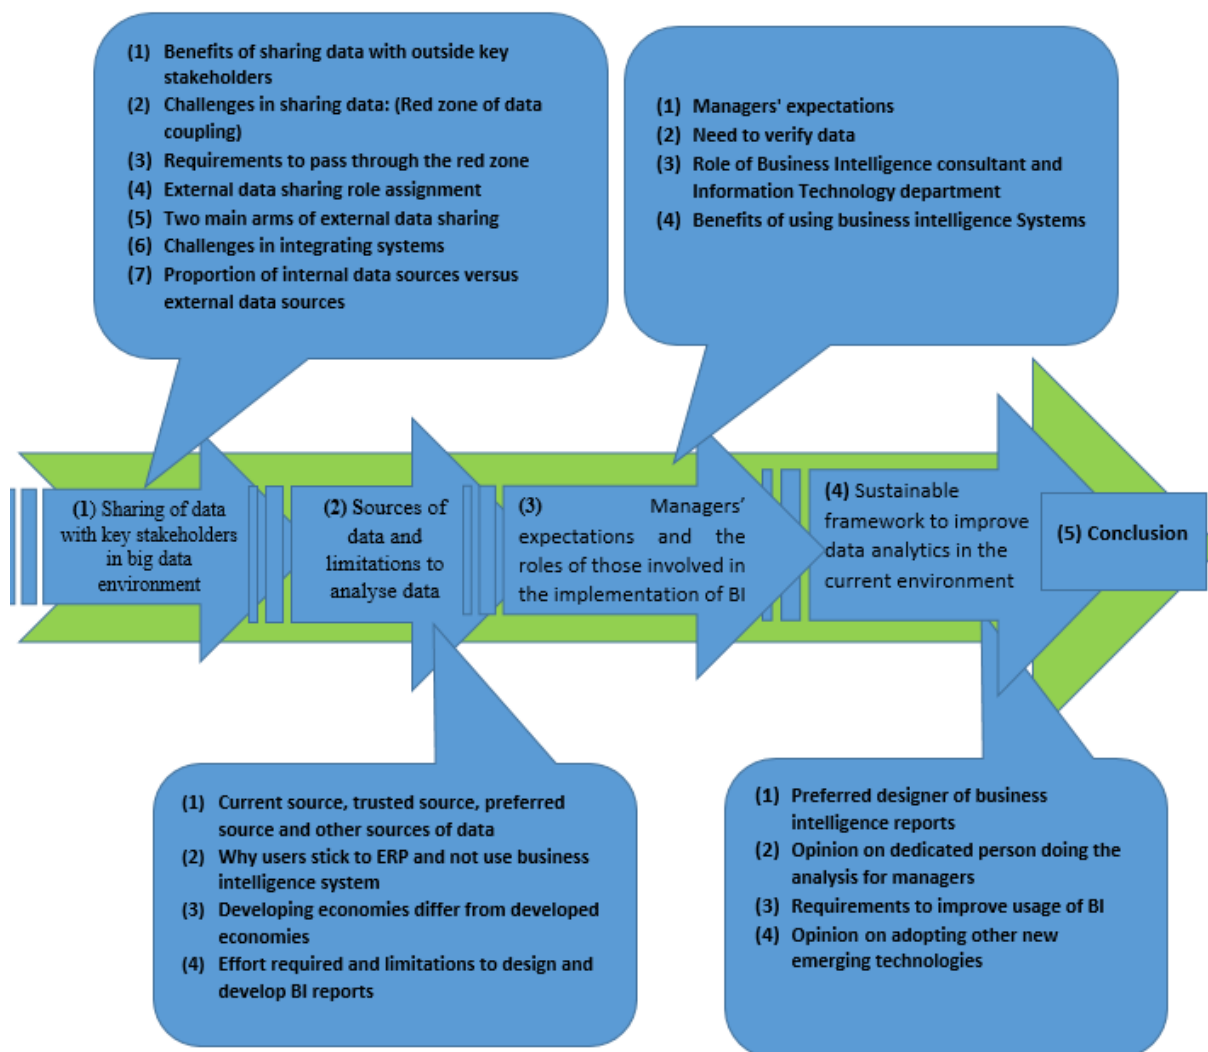 (1) Benefits of sharing data with outside key
stakeholders
(2) Challenges in sharing data: (Red zone of data
coupling)
(3) Requirements to pass through the red zone
(4) External data sharing role assignment
(5) Two main arms of external data sharing
(6) Challenges in integrating systems
(7) Proportion of internal data sources versus
external data sources
(1) Managers' expectations
(2) Need to verify data
(3) Role of Business Intelligence consultant and
Information Technology department
(4) Benefits of using business intelligence Systems
(1) Sharing of data
with key stakeholders
in big data
environment
(2) Sources of
data and
limitations to
analyse data
(3) Managers’
expectations and the
roles of those involved in
the implementation of BI
(4) Sustainable
framework to improve
data analytics in the
current environment
(5) Conclusion
(1) Current source, trusted source, preferred
source and other sources of data
(2) Why users stick to ERP and not use business
intelligence system
(3) Developing economies differ from developed
economies
(4) Effort required and limitations to design and
develop BI reports
(1) Preferred designer of business
intelligence reports
(2) Opinion on dedicated person doing the
analysis for managers
(3) Requirements to improve usage of BI
(4) Opinion on adopting other new
emerging technologies